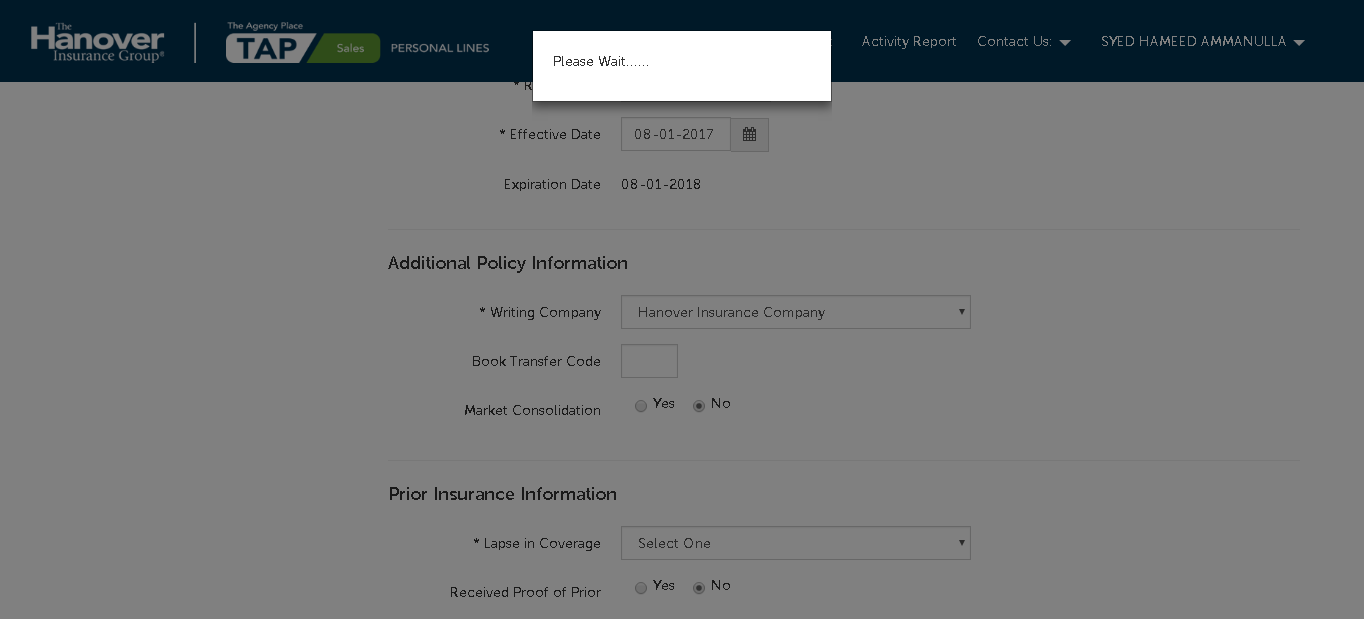 The
Hanover
Insurance Group®
The Agency Place
TAP Sales PERSONAL LINES
Please Wait......
Activity Report Contact Us: SYED HAMEED AMMANULLA
* Effective Date 08-01-2017
Expiration Date 08-01-2018
Additional Policy Information
* Writing Company Hanover Insurance Company
Book Transfer Code
Market Consolidation Yes No
Prior Insurance Information
* Lapse in Coverage Select One
Received Proof of Prior Yes No